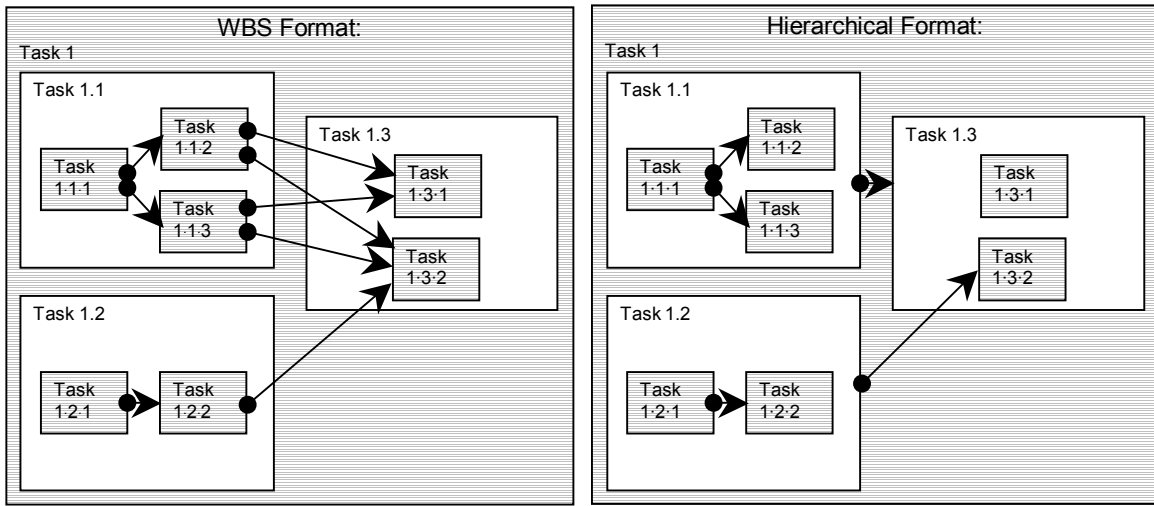 WBS Format:
Task 1
Task 1.1
Task
1.1.1
Task
1.1.2
Task
1.1.3
Task 1.3
Task
1.3.1
Task
1.3.2
Task 1.2
Task
1.2.1
Task
1.2.2
Hierarchical Format:
Task 1
Task 1.1
Task
1.1.1
Task
1.1.2
Task
1.1.3
Task 1.3
Task
1.3.1
Task
1.3.2
Task 1.2
Task
1.2.1
Task
1.2.2